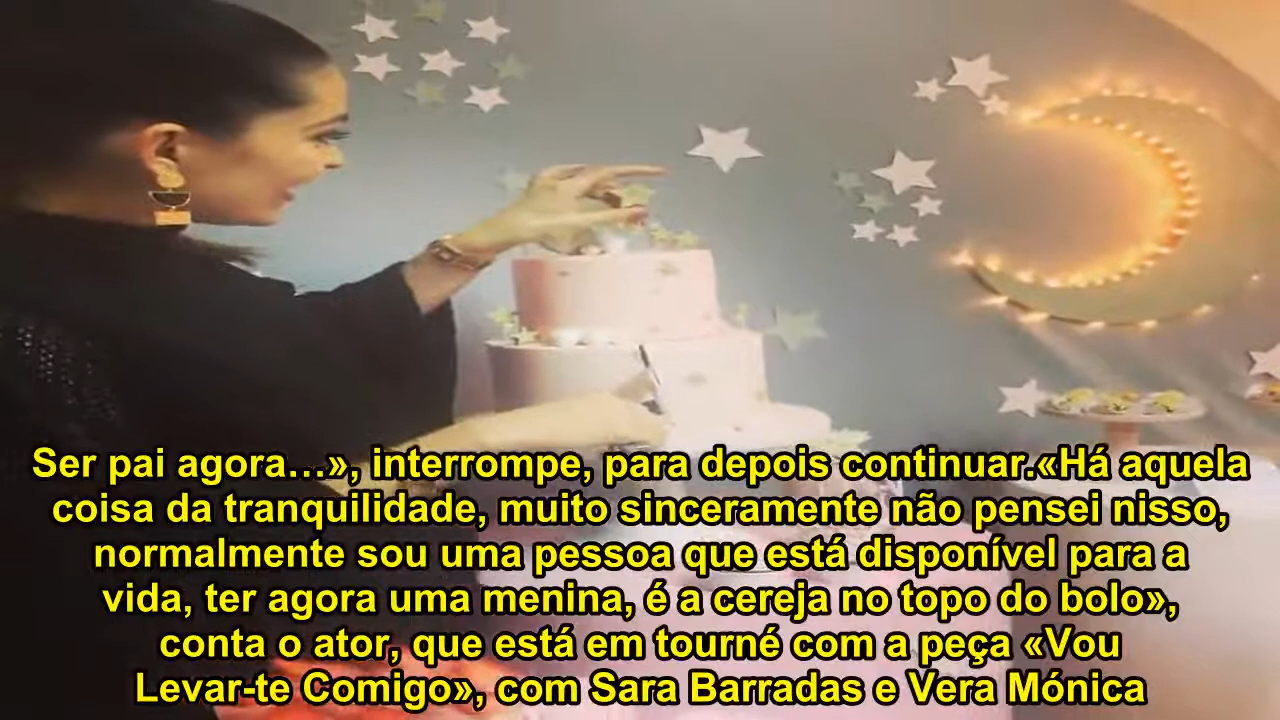 Ser pai agora…», interrompe, para depois continuar.«Há aquela
coisa da tranquilidade, muito sinceramente não pensei nisso,
normalmente sou uma pessoa que está disponível para a
vida, ter agora uma menina, é a cereja no topo do bolo»,
conta o ator, que está em tourné com a peça «Vou
Levar-te Comigo», com Sara Barradas e Vera Mónica